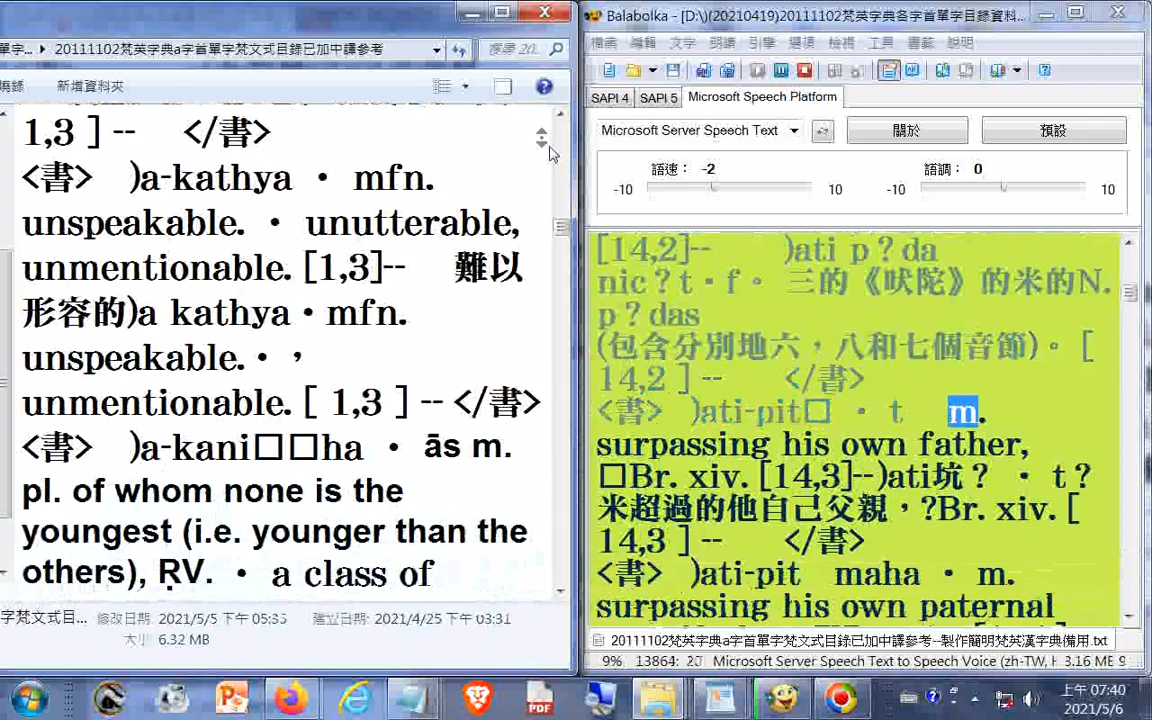 單字... ▸ 20111102梵英字典a字首單字梵文式目錄已加中譯參考
搜尋 20...
燒錄 新增資料夾
1,3 ] -- </書>
<書> )a-kathya • mfn.
unspeakable. • unutterable,
unmentionable. [1,3]-- 難以
形容的)a kathya • mfn.
unspeakable. • ，
unmentionable. [ 1,3 ] -- </書>
<書> )a-kani□□ha • ās m.
pl. of whom none is the
youngest (i.e. younger than the
others), ṚV. • a class of
字梵文式目... 修改日期: 2021/5/5 下午 05:35 建立日期: 2021/4/25 下午 03:31
大小: 6.32 MB
Balabolka - [D:\)(20210419)20111102梵英字典各字首單字目錄資料...
檔案 編輯 文字 朗讀 引擎 選項 檢視 工具 書籤 說明
SAPI 4 SAPI 5 Microsoft Speech Platform
Microsoft Server Speech Text 關於 預設
語速： -2 語調： 0
-10 10 -10 10
[14,2]-- )ati p？da
nic？t • f。 三的《吠陀》的米的N.
p？das
(包含分別地六，八和七個音節)。[
14,2 ] -- </書>
<書> )ati-pit□ • t m.
surpassing his own father,
□Br. xiv. [14,3]--)ati坑？ • t？
米超過的他自己父親，?Br. xiv. [
14,3 ] -- </書>
<書> )ati-pit maha • m.
surpassing his own paternal
20111102梵英字典a字首單字梵文式目錄已加中譯參考--製作簡明梵英漢字典備用.txt
9% 13864: 20 Microsoft Server Speech Text to Speech Voice (zh-TW, H 3.16 MB 9
PDF
上午 07:40
2021/5/6